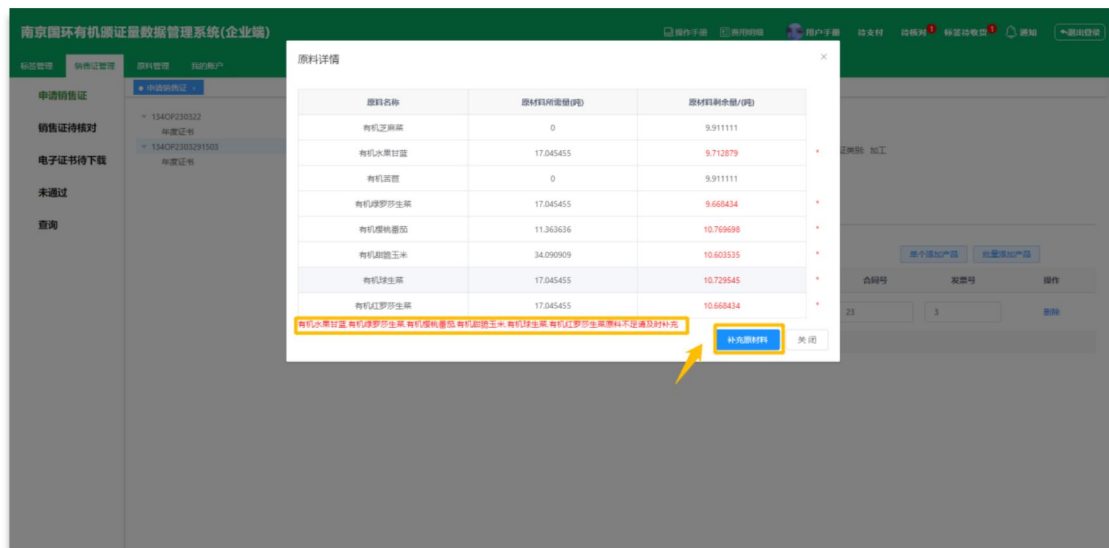 南京国环有机颁证量数据管理系统(企业端)
操作手册 费用明细 用户手册 待支付 待核对 1 标签待收货 1 通知 退出登录
标签管理 销售证管理 原料管理 我的账户
申请销售证
销售证待核对
电子证书待下载
未通过
查询
申请销售证 ×
134OP230322
年度证书
134OP2303291503
年度证书
原料详情 ×
原料名称 原材料所需量(吨) 原材料剩余量/(吨)
有机芝麻菜 0 9.911111
有机水果甘蓝 17.045455 9.712879 *
有机苦苣 0 9.911111
有机绿罗莎生菜 17.045455 9.668434 *
有机樱桃番茄 11.363636 10.769698 *
有机甜脆玉米 34.090909 10.603535 *
有机球生菜 17.045455 10.729545 *
有机红罗莎生菜 17.045455 10.668434 *
有机水果甘蓝,有机绿罗莎生菜,有机樱桃番茄,有机甜脆玉米,有机球生菜,有机红罗莎生菜原料不足请及时补充
补充原材料 关闭
证类别: 加工
单个添加产品 批量添加产品
合同号 发票号 操作
23 3 删除